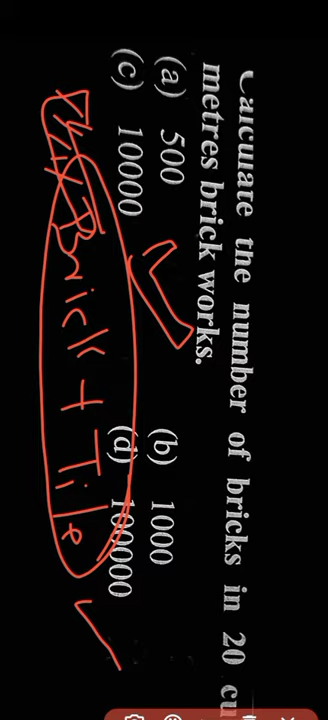 Calculate the number of bricks in 20 cu
metres brick works.
(a) 500 (b) 1000
(c) 10000 (d) 100000
Brick + Tile